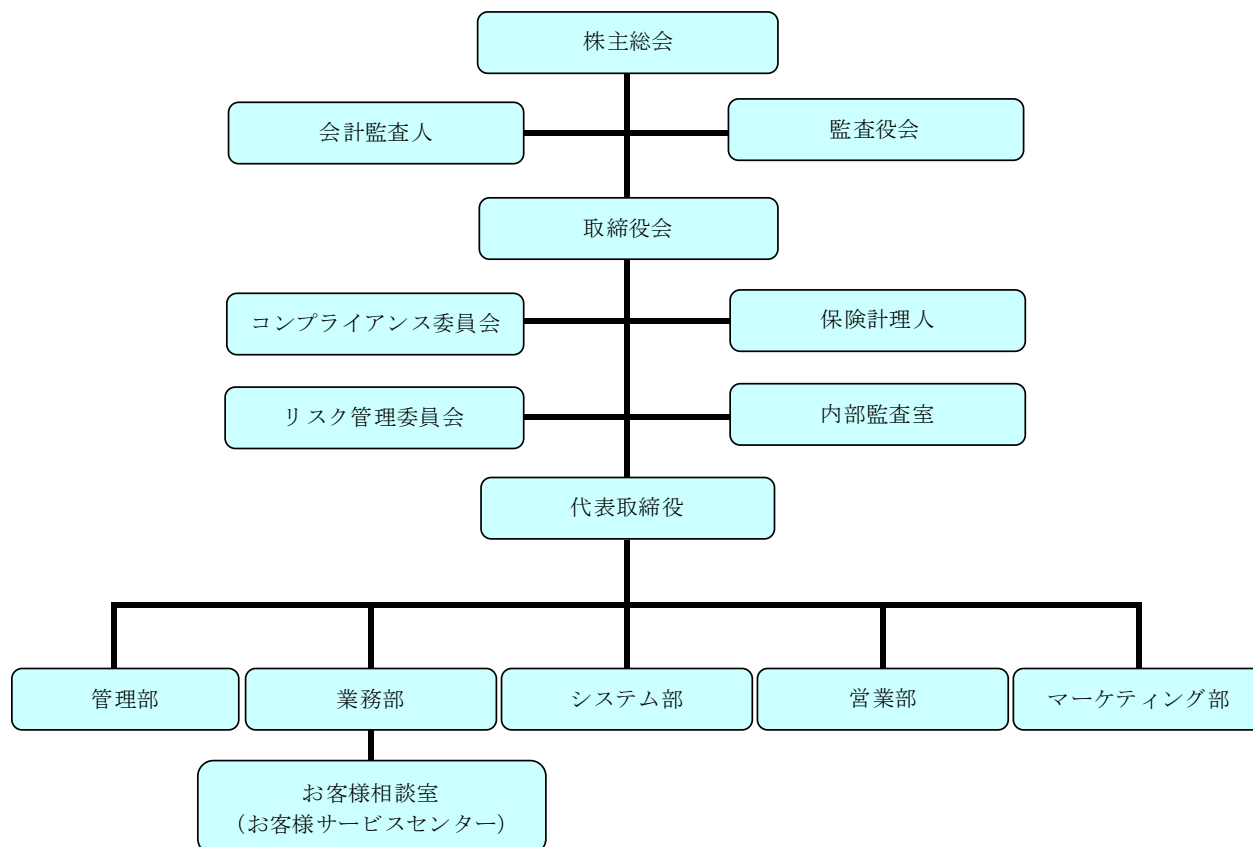 株主総会
会計監査人
監査役会
取締役会
コンプライアンス委員会
保険計理人
リスク管理委員会
内部監査室
代表取締役
管理部
業務部
システム部
営業部
マーケティング部
お客様相談室
（お客様サービスセンター）